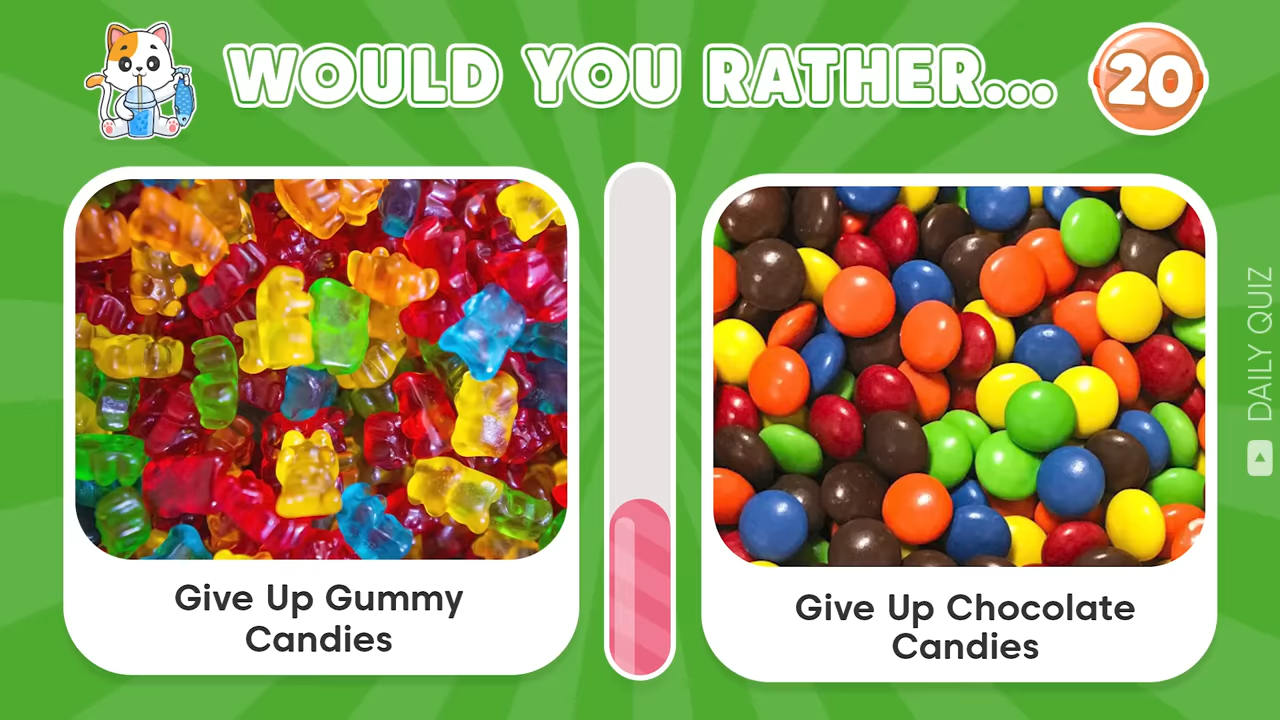 WOULD YOU RATHER...
20
Give Up Gummy
Candies
Give Up Chocolate
Candies
DAILY QUIZ